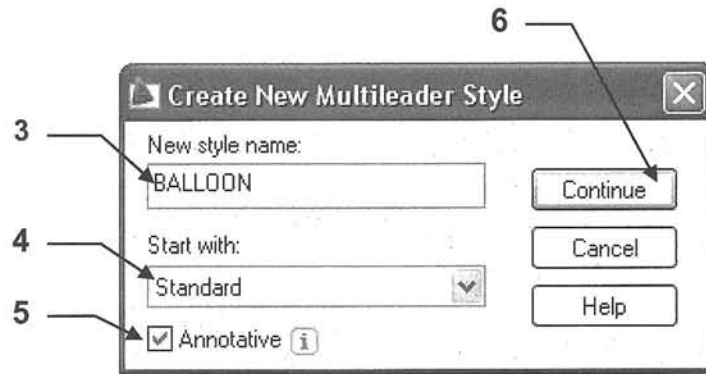 6
Create New Multileader Style
3
New style name:
BALLOON
Continue
4
Start with:
Cancel
Standard
Help
5
Annotative i